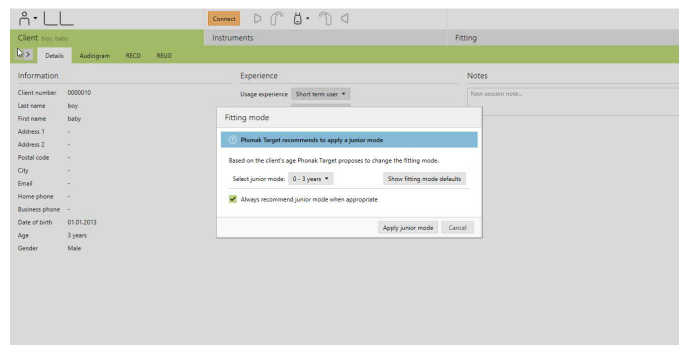 Connect
Client boy, baby
Instruments
Fitting
Details Audiogram RECD REUG
Information
Experience
Notes
Client number 0000010
Usage experience Short term user
New session note...
Last name boy
First name baby
Address 1 -
Address 2 -
Postal code -
City -
Email -
Home phone -
Business phone -
Date of birth 01.01.2013
Age 3 years
Gender Male
Fitting mode
Phonak Target recommends to apply a junior mode
Based on the client's age Phonak Target proposes to change the fitting mode.
Select junior mode: 0 - 3 years Show fitting mode defaults
Always recommend junior mode when appropriate
Apply junior mode Cancel